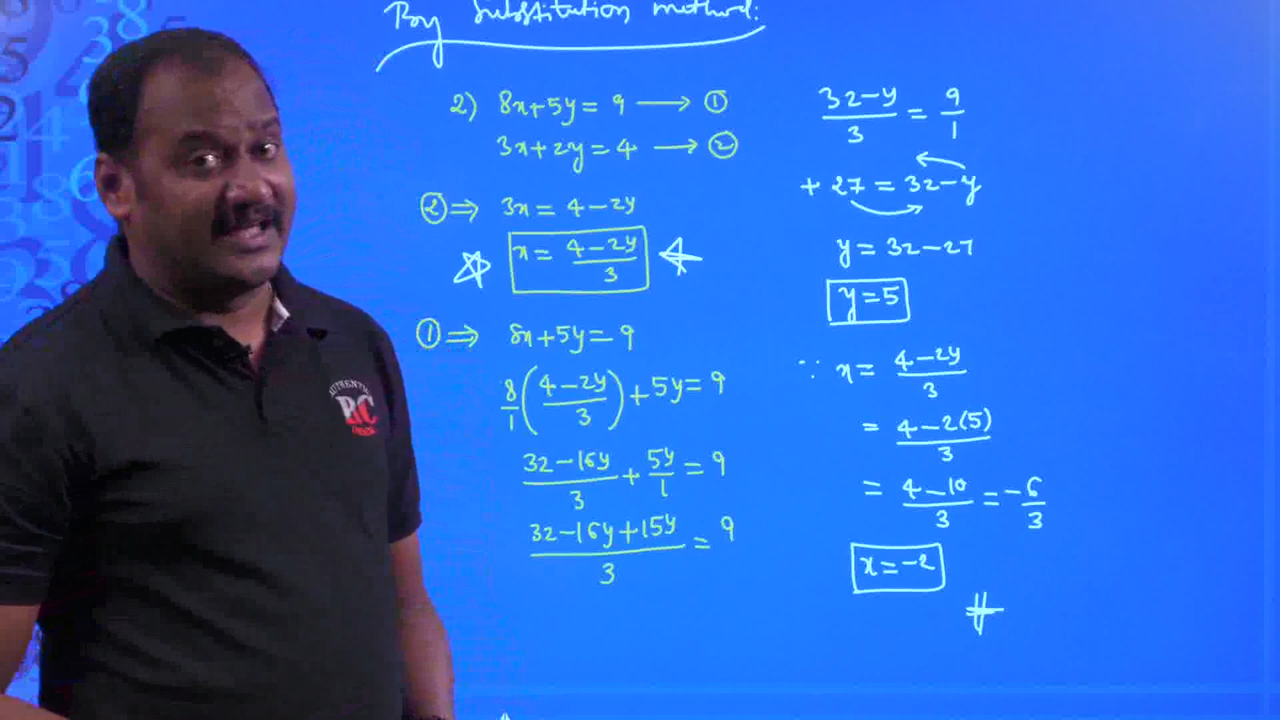 By Substitution method:
2) 8x+5y = 9 ⟶ ①
3x+2y = 4 ⟶ ②
② ⇒ 3x = 4-2y
☆ x = (4-2y)/3 ☆
① ⇒ 8x+5y = 9
8/1 ((4-2y)/3) + 5y = 9
(32-16y)/3 + 5y/1 = 9
(32-16y+15y)/3 = 9
(32-y)/3 = 9/1
+ 27 = 32-y
y = 32-27
y = 5
∵ x = (4-2y)/3
= (4-2(5))/3
= (4-10)/3 = -6/3
x = -2
AUTHENTIC